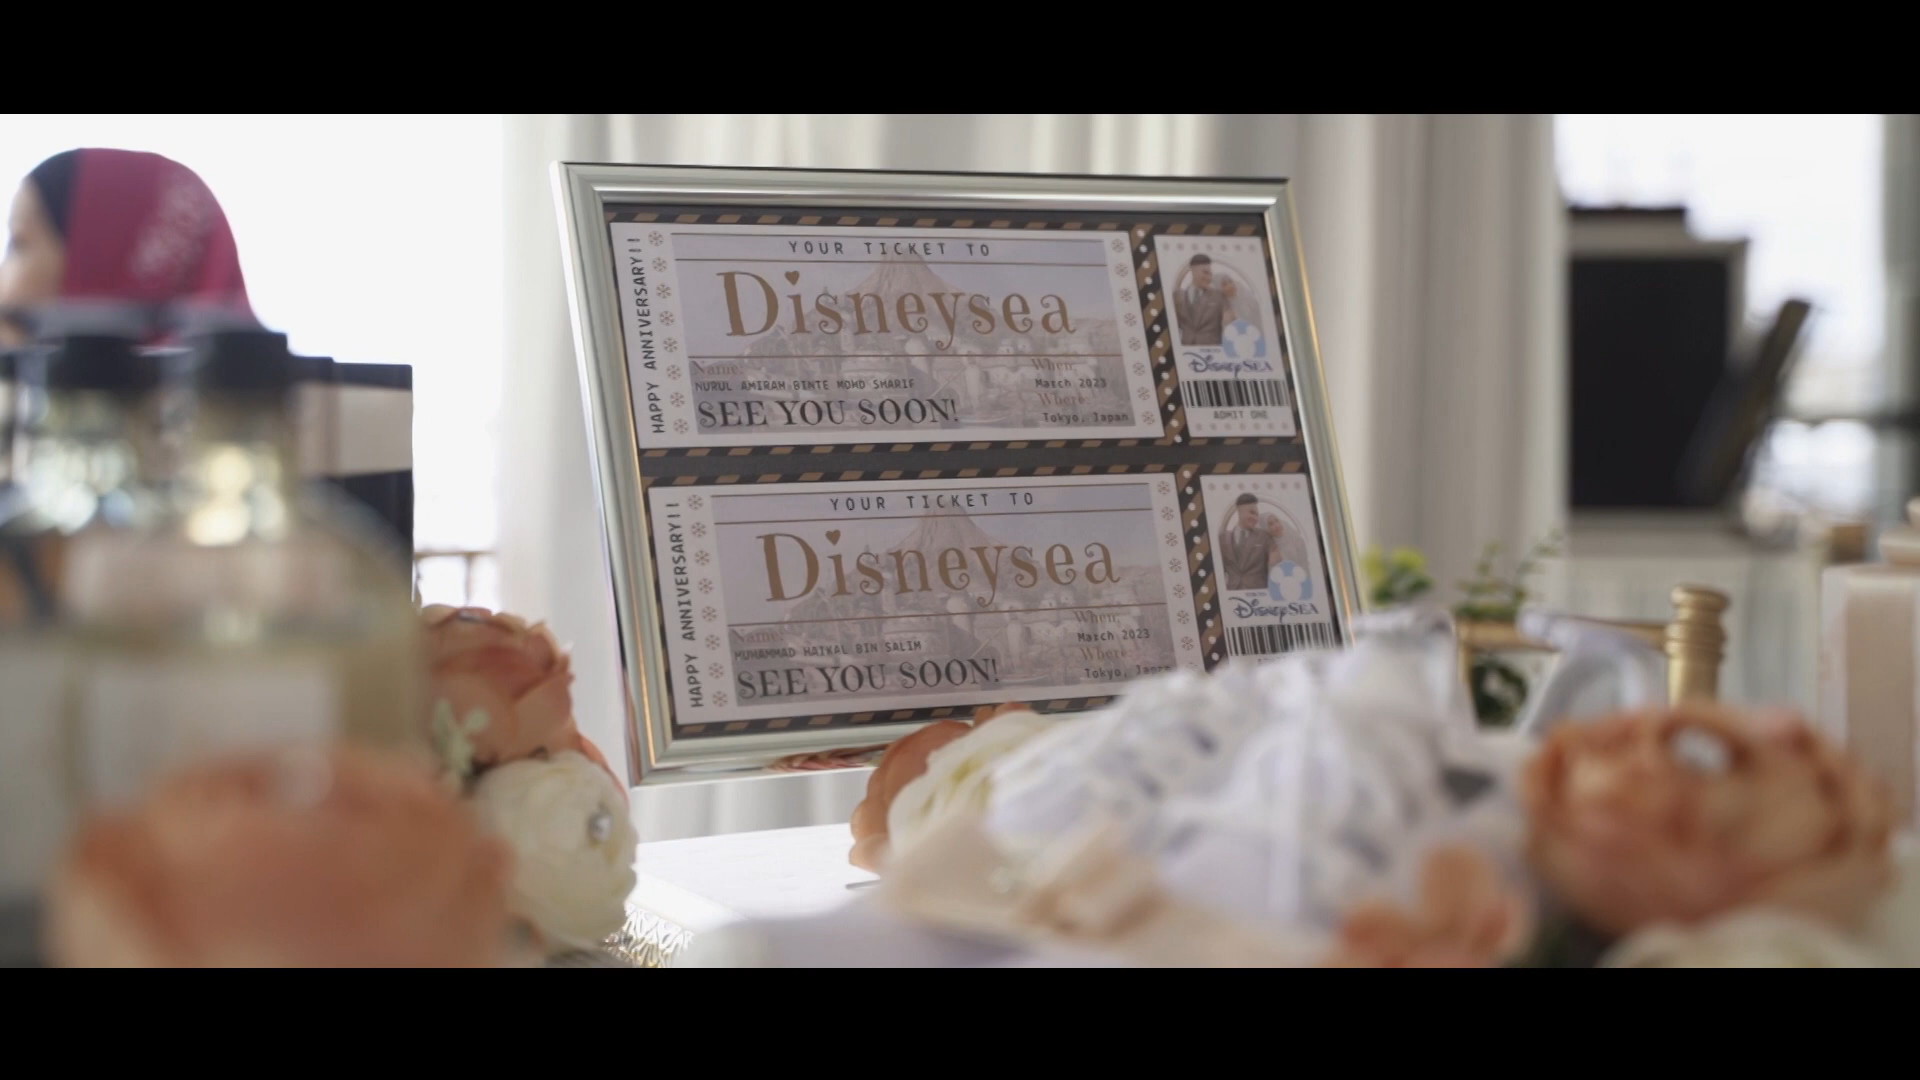 HAPPY ANNIVERSARY!!
YOUR TICKET TO
Disneysea
Name:
NURUL AMIRAH BINTE MOHD SHARIF
SEE YOU SOON!
When:
March 2023
Where:
Tokyo, Japan
DisneySEA
ADMIT ONE
HAPPY ANNIVERSARY!!
YOUR TICKET TO
Disneysea
Name:
MUHAMMAD HAIKAL BIN SALIM
SEE YOU SOON!
When:
March 2023
Where:
Tokyo,
DisneySEA